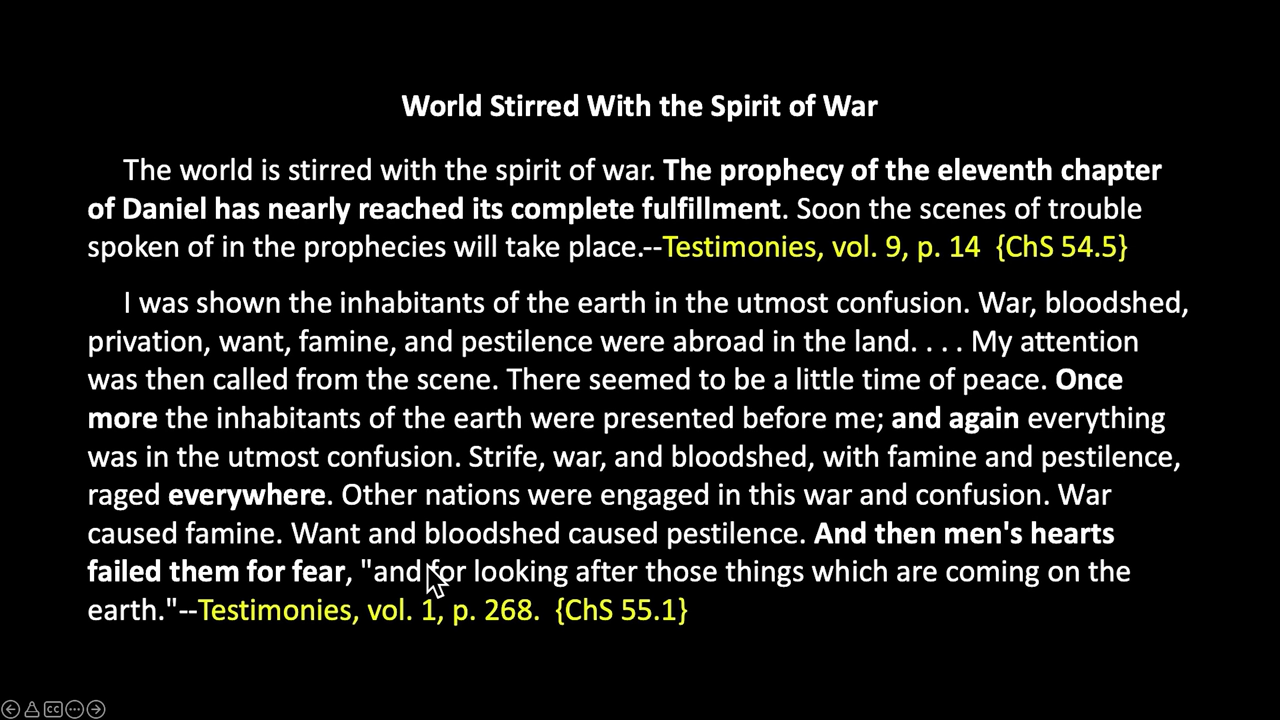 World Stirred With the Spirit of War
The world is stirred with the spirit of war. The prophecy of the eleventh chapter
of Daniel has nearly reached its complete fulfillment. Soon the scenes of trouble
spoken of in the prophecies will take place.--Testimonies, vol. 9, p. 14 {ChS 54.5}
I was shown the inhabitants of the earth in the utmost confusion. War, bloodshed,
privation, want, famine, and pestilence were abroad in the land. . . . My attention
was then called from the scene. There seemed to be a little time of peace. Once
more the inhabitants of the earth were presented before me; and again everything
was in the utmost confusion. Strife, war, and bloodshed, with famine and pestilence,
raged everywhere. Other nations were engaged in this war and confusion. War
caused famine. Want and bloodshed caused pestilence. And then men's hearts
failed them for fear, "and for looking after those things which are coming on the
earth."--Testimonies, vol. 1, p. 268. {ChS 55.1}
CC